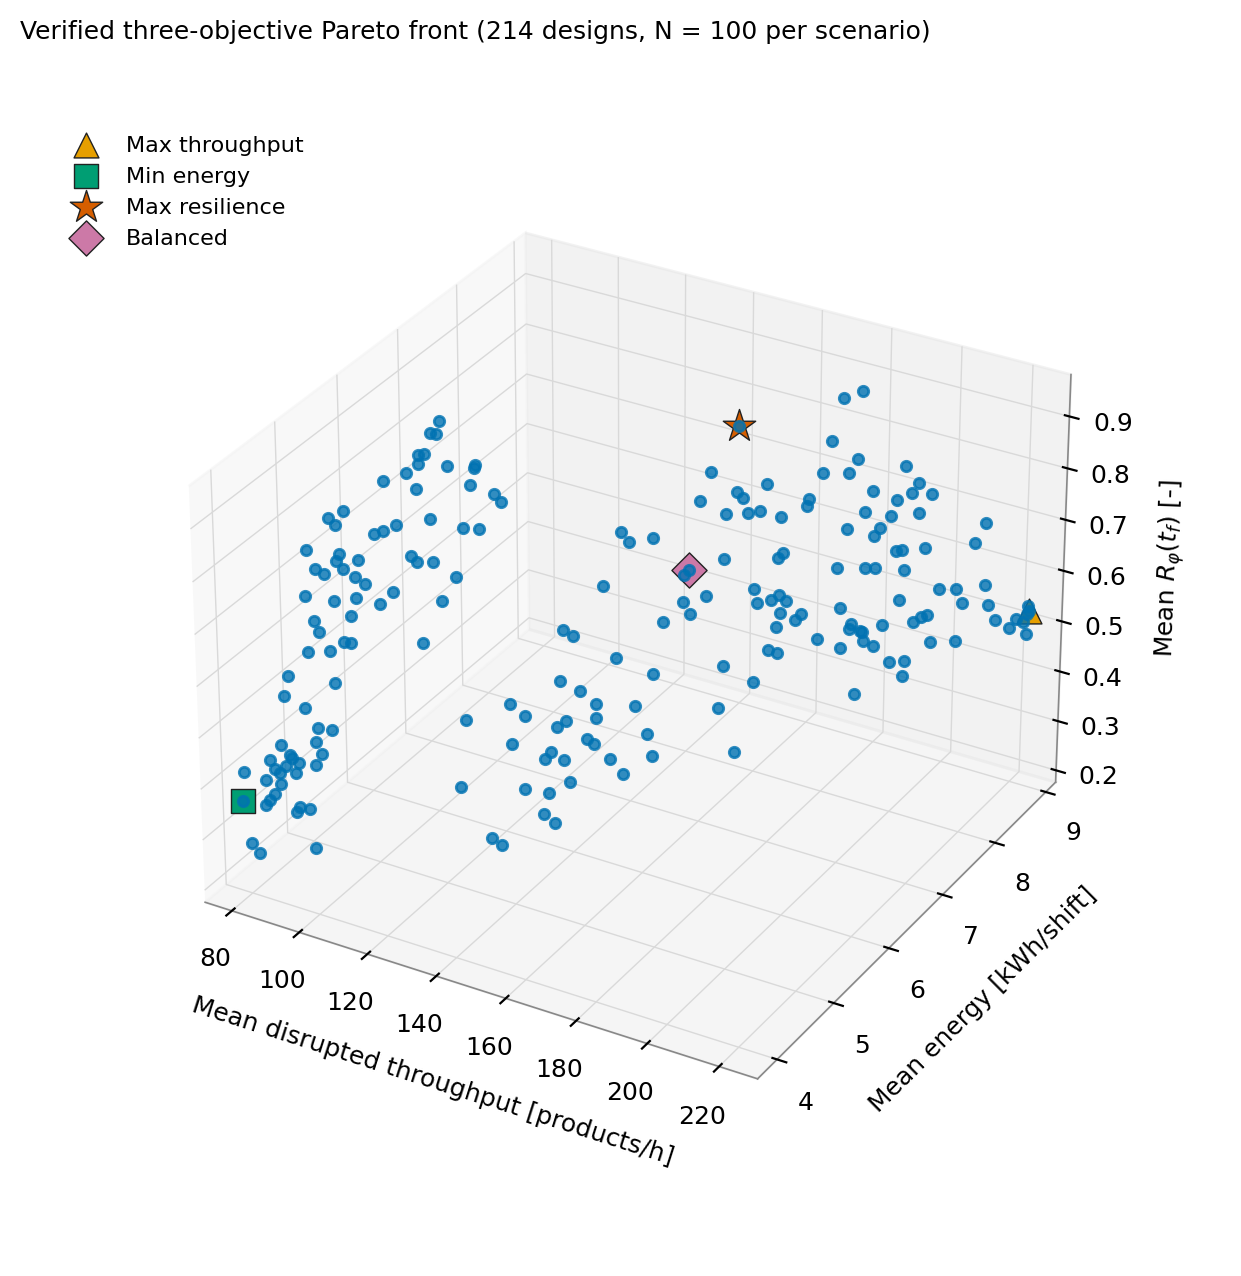 Verified three-objective Pareto front (214 designs, N = 100 per scenario)
Max throughput
Min energy
Max resilience
Balanced
0.9
0.8
0.7
0.6
0.5
0.4
0.3
0.2
Mean Rφ(tf) [-]
9
8
7
6
5
4
Mean energy [kWh/shift]
80
100
120
140
160
180
200
220
Mean disrupted throughput [products/h]